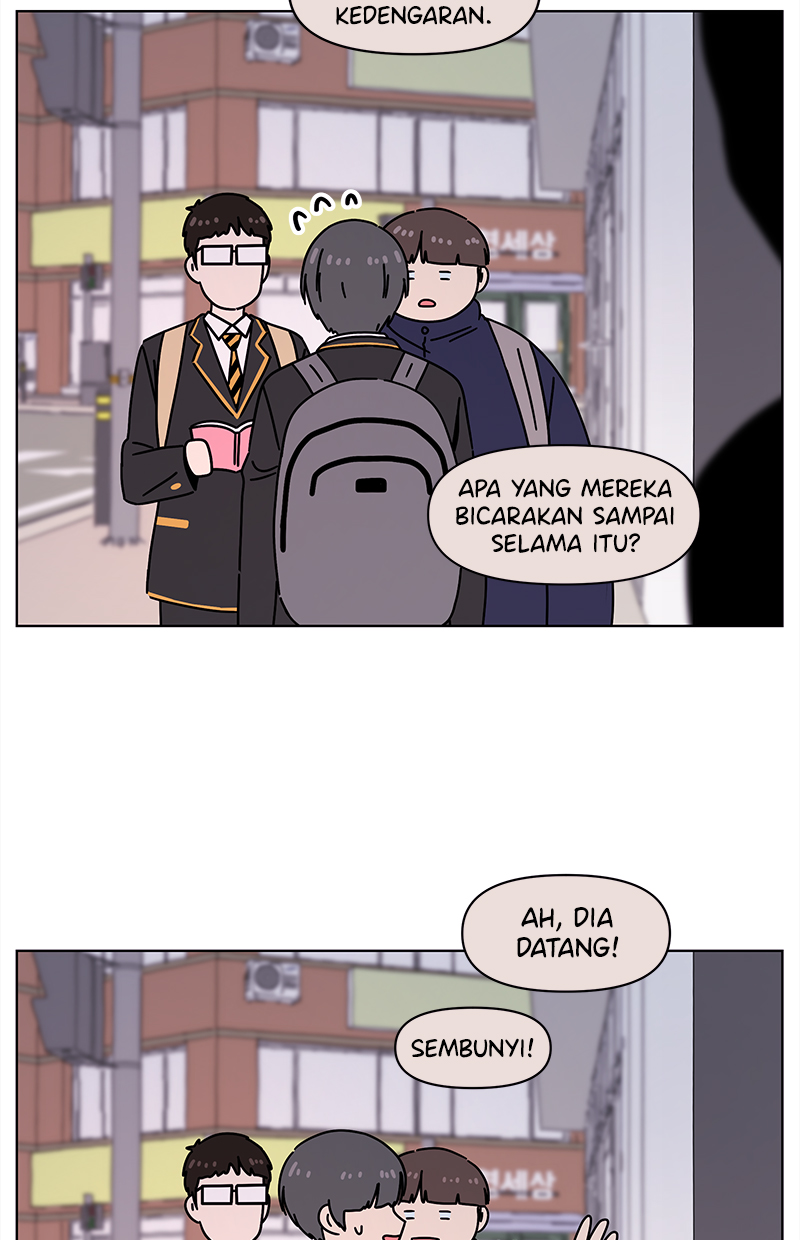 KEDENGARAN.
APA YANG MEREKA
BICARAKAN SAMPAI
SELAMA ITU?
AH, DIA
DATANG!
SEMBUNYI!